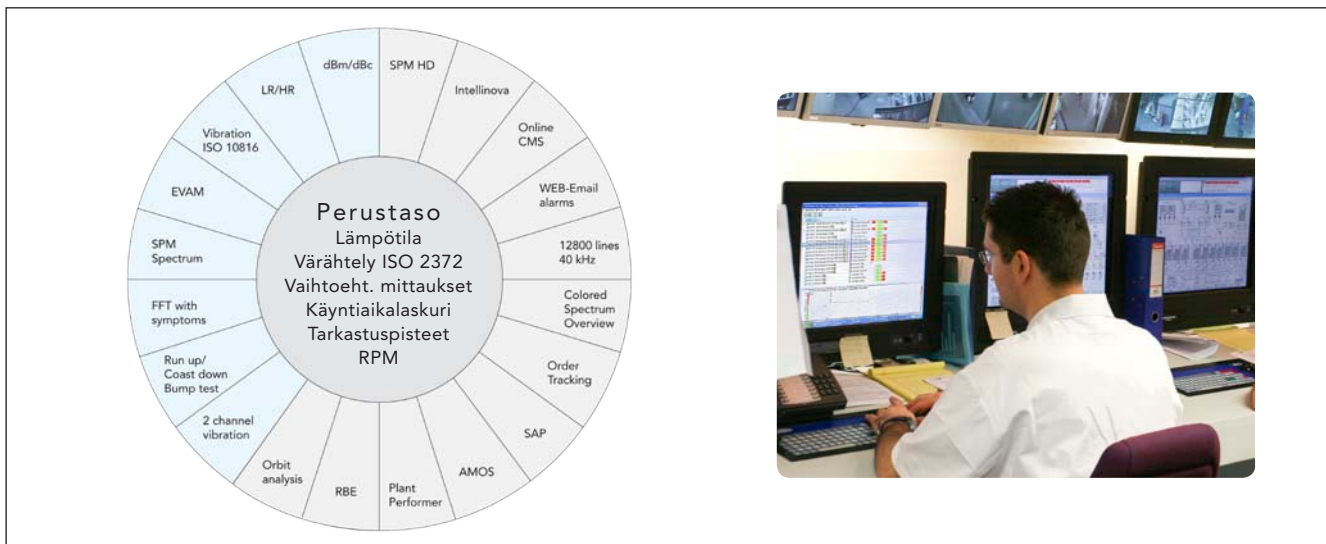 dBm/dBc
SPM HD
Intellinova
Online
CMS
WEB-Email
alarms
12800 lines
40 kHz
Colored
Spectrum
Overview
Order
Tracking
SAP
AMOS
Plant
Performer
RBE
Orbit
analysis
2 channel
vibration
Run up/
Coast down
Bump test
FFT with
symptoms
SPM
Spectrum
EVAM
Vibration
ISO 10816
LR/HR
Perustaso
Lämpötila
Värähtely ISO 2372
Vaihtoeht. mittaukset
Käyntiaikalaskuri
Tarkastuspisteet
RPM